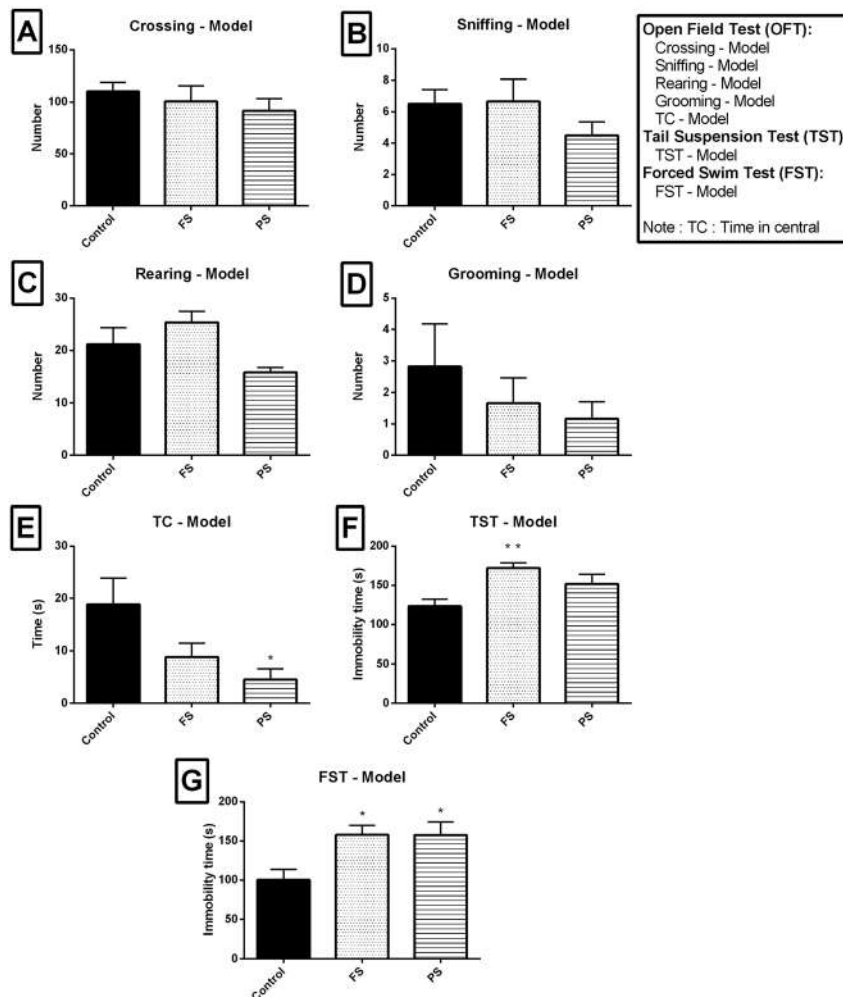 A
Crossing - Model
Number
150
100
50
0
Control
FS
PS
B
Sniffing - Model
Number
6
4
2
0
8
Control
FS
PS
Open Field Test (OFT):
Crossing - Model
Sniffing - Model
Rearing - Model
Grooming - Model
TC - Model
Tail Suspension Test (TST)
TST - Model
Forced Swim Test (FST):
FST - Model
Note : TC : Time in central
C
Rearing - Model
Number
30
20
10
0
Control
FS
PS
D
Grooming - Model
Number
5
4
3
2
1
0
Control
FS
PS
E
TC - Model
Time (s)
30
20
10
0
*
Control
FS
PS
F
TST - Model
Immobility time (s)
200
150
100
50
0
* *
Control
FS
PS
G
FST - Model
Immobility time (s)
200
150
100
50
0
*
*
Control
FS
PS